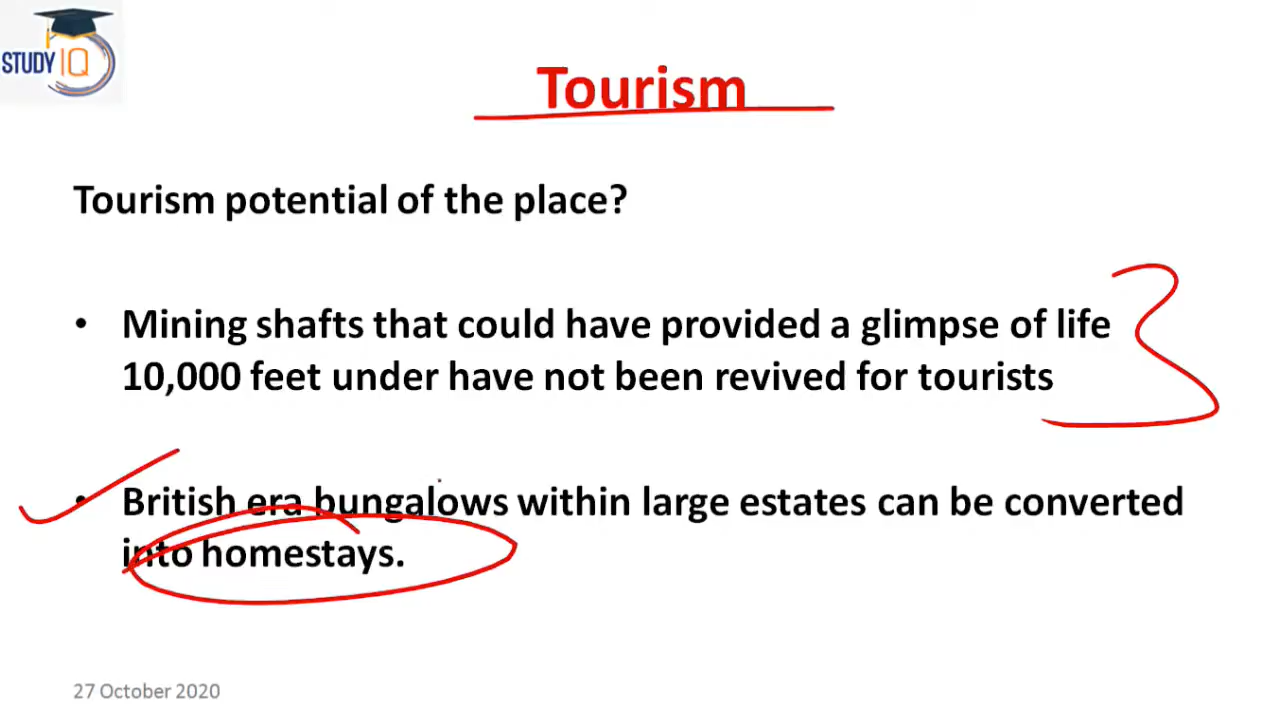 STUDY IQ
Tourism
Tourism potential of the place?
• Mining shafts that could have provided a glimpse of life
10,000 feet under have not been revived for tourists
• British era bungalows within large estates can be converted
into homestays.
27 October 2020